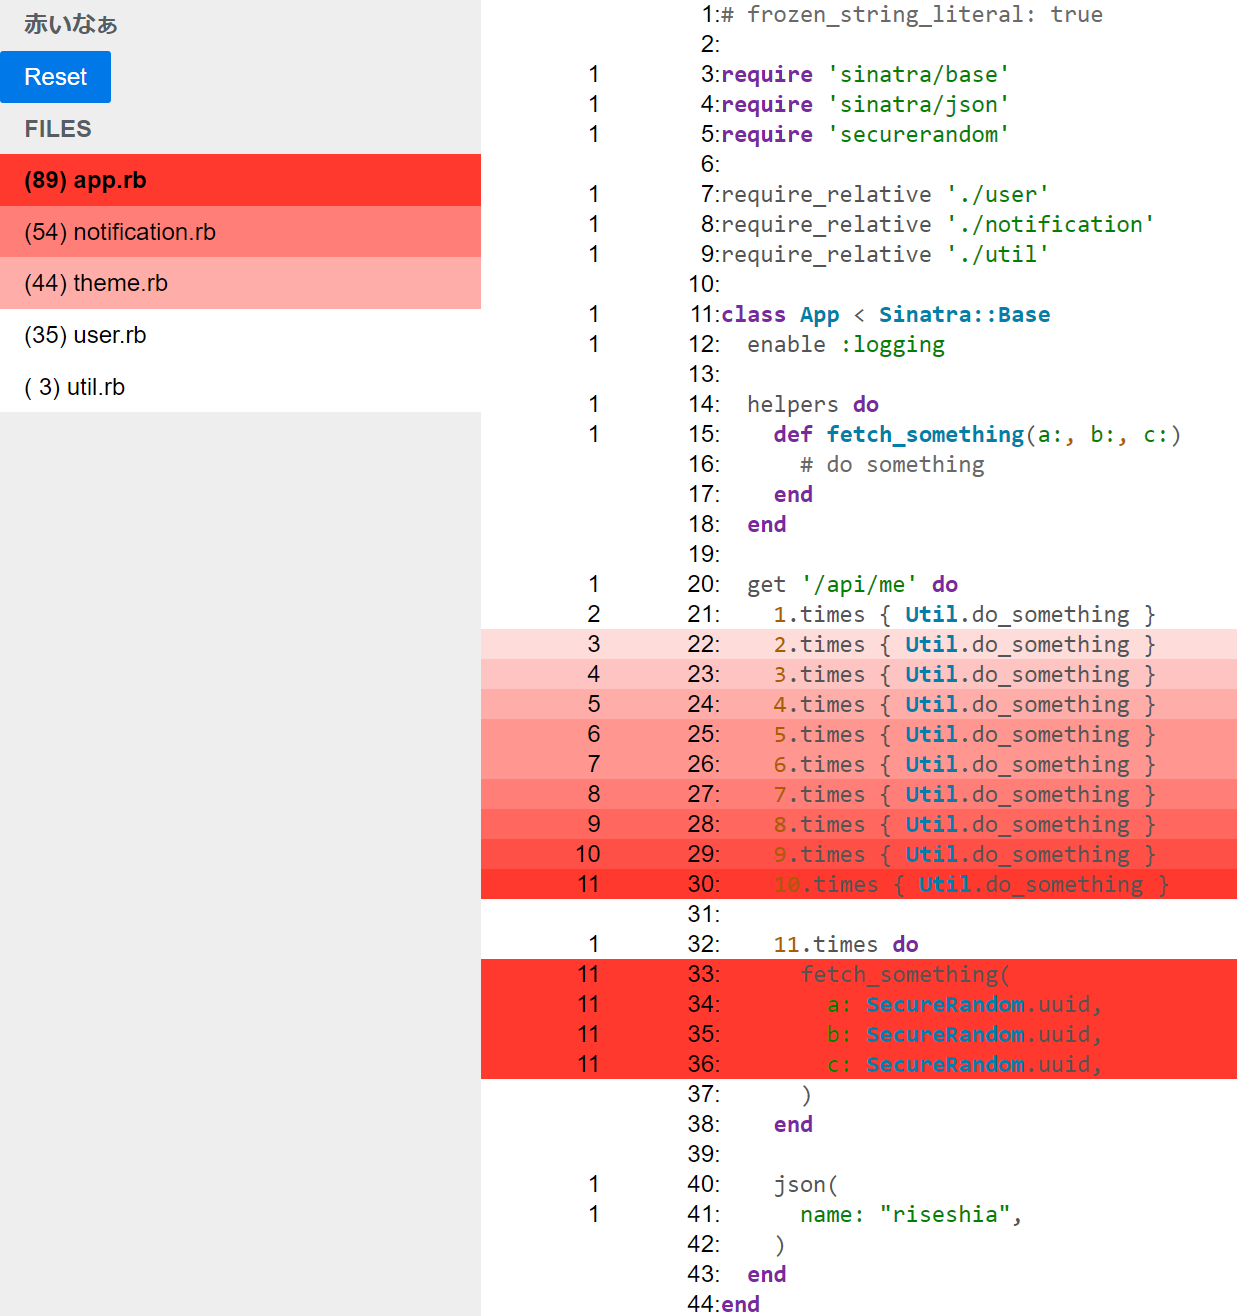 赤いなぁ
Reset
FILES
(89) app.rb
(54) notification.rb
(44) theme.rb
(35) user.rb
( 3) util.rb
1:# frozen_string_literal: true
2:
1 3:require 'sinatra/base'
1 4:require 'sinatra/json'
1 5:require 'securerandom'
6:
1 7:require_relative './user'
1 8:require_relative './notification'
1 9:require_relative './util'
10:
1 11:class App < Sinatra::Base
1 12:  enable :logging
13:
1 14:  helpers do
1 15:    def fetch_something(a:, b:, c:)
16:      # do something
17:    end
18:  end
19:
1 20:  get '/api/me' do
2 21:    1.times { Util.do_something }
3 22:    2.times { Util.do_something }
4 23:    3.times { Util.do_something }
5 24:    4.times { Util.do_something }
6 25:    5.times { Util.do_something }
7 26:    6.times { Util.do_something }
8 27:    7.times { Util.do_something }
9 28:    8.times { Util.do_something }
10 29:    9.times { Util.do_something }
11 30:    10.times { Util.do_something }
31:
1 32:    11.times do
11 33:      fetch_something(
11 34:        a: SecureRandom.uuid,
11 35:        b: SecureRandom.uuid,
11 36:        c: SecureRandom.uuid,
37:      )
38:    end
39:
1 40:    json(
1 41:      name: "riseshia",
42:    )
43:  end
44:end